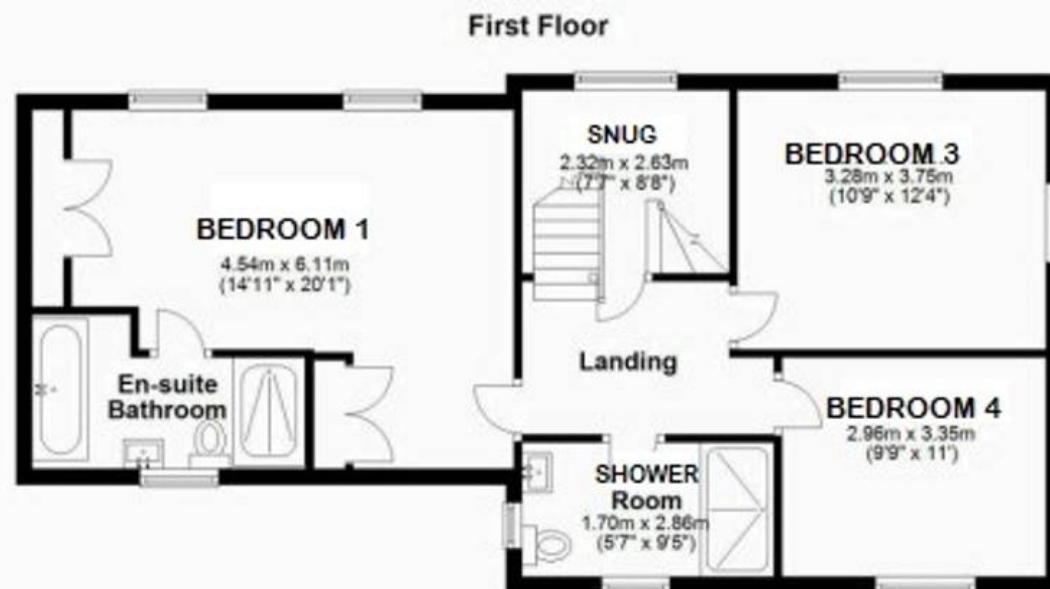 First Floor
SNUG
2.32m x 2.63m
(7'7" x 8'8")
BEDROOM 3
3.28m x 3.75m
(10'9" x 12'4")
BEDROOM 1
4.54m x 6.11m
(14'11" x 20'1")
Landing
En-suite
Bathroom
BEDROOM 4
2.96m x 3.35m
(9'9" x 11')
SHOWER
Room
1.70m x 2.86m
(5'7" x 9'5")